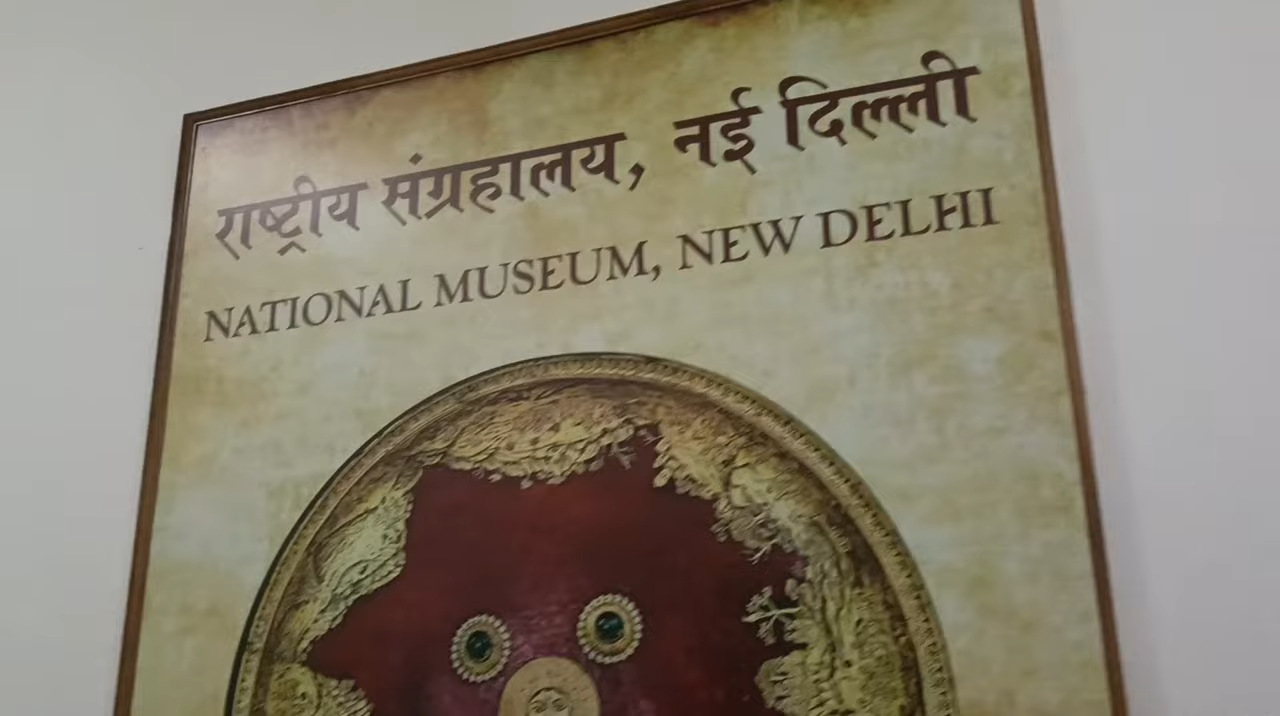 राष्ट्रीय संग्रहालय, नई दिल्ली
NATIONAL MUSEUM, NEW DELHI